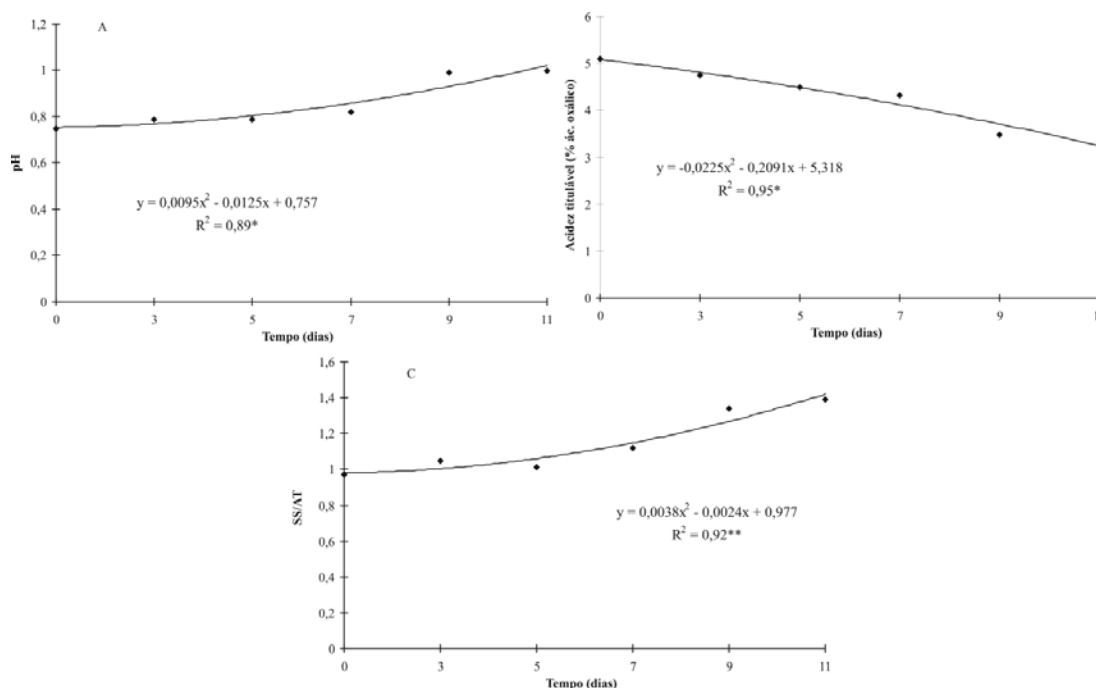 A
1,2
1
0,8
0,6
0,4
0,2
0
pH
y = 0,0095x² - 0,0125x + 0,757
R² = 0,89*
0 3 5 7 9 11
Tempo (dias)
6
5
4
3
2
1
0
Acidez titulável (% ác. oxálico)
y = -0,0225x² - 0,2091x + 5,318
R² = 0,95*
0 3 5 7 9
Tempo (dias)
C
1,6
1,4
1,2
1
0,8
0,6
0,4
0,2
0
SS/AT
y = 0,0038x² - 0,0024x + 0,977
R² = 0,92**
0 3 5 7 9 11
Tempo (dias)